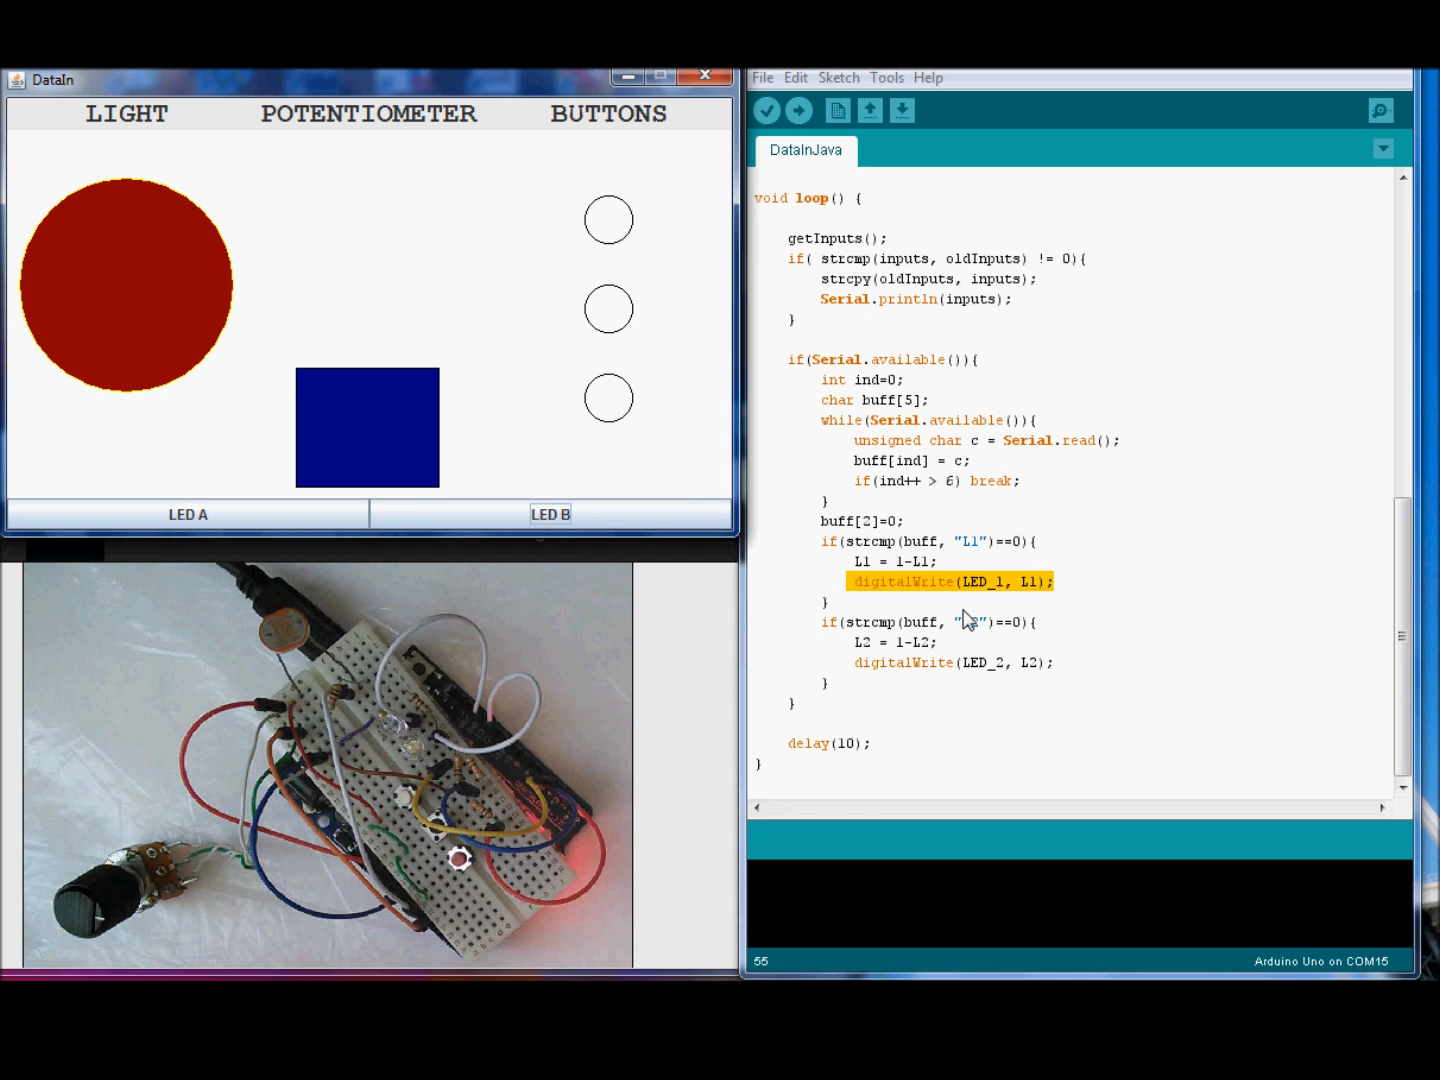 DataIn
LIGHT POTENTIOMETER BUTTONS
LED A LED B
File Edit Sketch Tools Help
DataInJava
void loop() {
getInputs();
if( strcmp(inputs, oldInputs) != 0){
strcpy(oldInputs, inputs);
Serial.println(inputs);
}
if(Serial.available()){
int ind=0;
char buff[5];
while(Serial.available()){
unsigned char c = Serial.read();
buff[ind] = c;
if(ind++ > 6) break;
}
buff[2]=0;
if(strcmp(buff, "L1")==0){
L1 = 1-L1;
digitalWrite(LED_1, L1);
}
if(strcmp(buff, ")==0){
L2 = 1-L2;
digitalWrite(LED_2, L2);
}
}
delay(10);
}
55
Arduino Uno on COM15